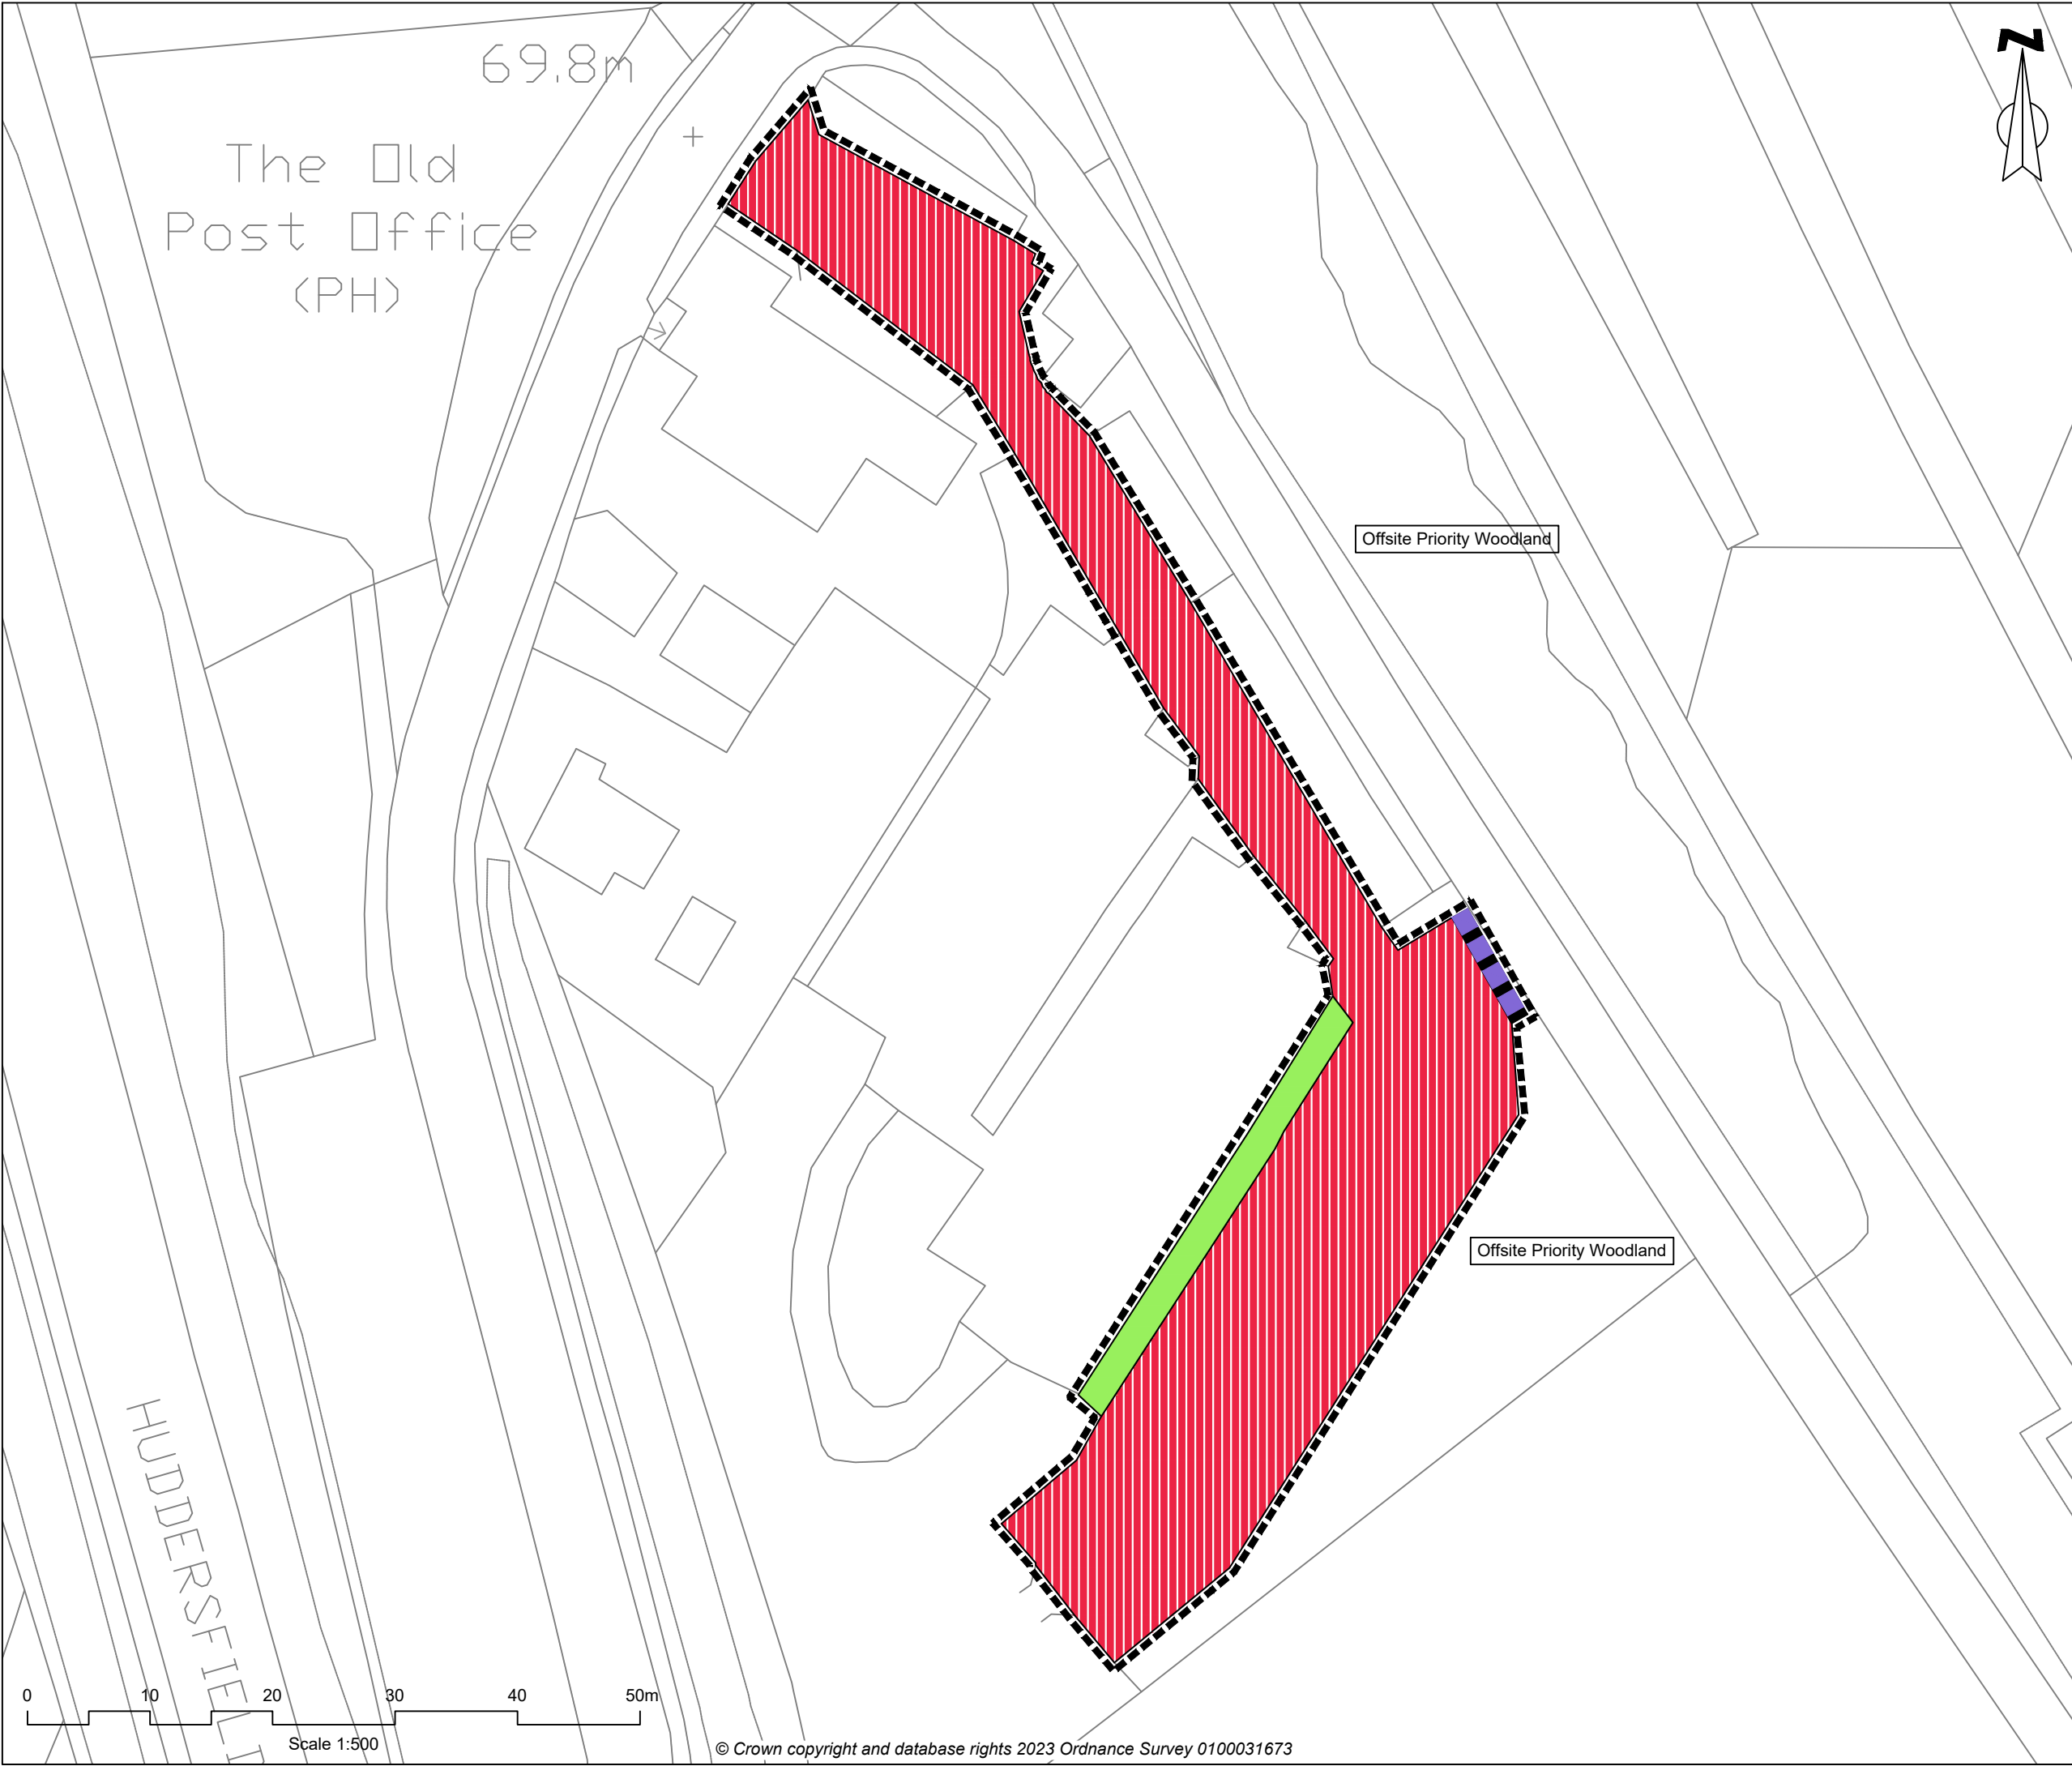 69.8m
N
The Old
Post Office
(PH)
Offsite Priority Woodland
Offsite Priority Woodland
HUDDERSFIEL
0 10 20 30 40 50m
Scale 1:500
© Crown copyright and database rights 2023 Ordnance Survey 0100031673